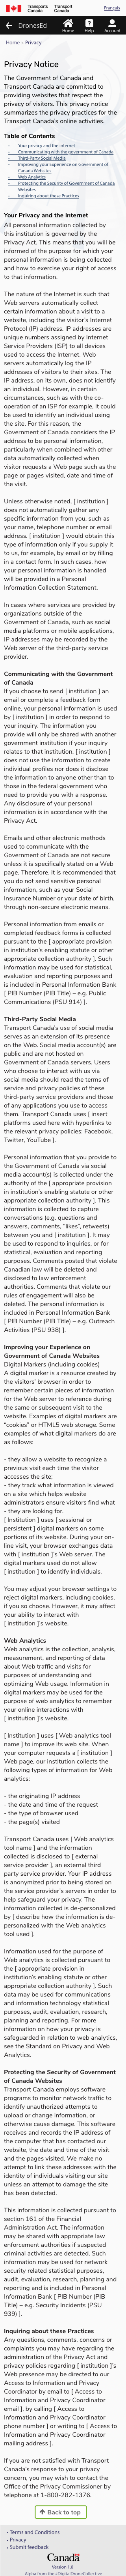 Transports Canada
Transport Canada
Français
DronesEd
Home
Help
Account
Home > Privacy
Privacy Notice
The Government of Canada and
Transport Canada are committed to
providing websites that respect the
privacy of visitors. This privacy notice
summarizes the privacy practices for the
Transport Canada's online activities.
Table of Contents
- Your privacy and the internet
- Communicating with the government of Canada
- Third-Party Social Media
- Improving your Experience on Government of
Canada Websites
- Web Analytics
- Protecting the Security of Government of Canada
Websites
- Inquiring about these Practices
Your Privacy and the Internet
All personal information collected by
this institution is governed by the
Privacy Act. This means that you will be
informed of the purpose for which your
personal information is being collected
and how to exercise your right of access
to that information.
The nature of the Internet is such that
Web servers automatically collect
certain information about a visit to a
website, including the visitor's Internet
Protocol (IP) address. IP addresses are
unique numbers assigned by Internet
Service Providers (ISP) to all devices
used to access the Internet. Web
servers automatically log the IP
addresses of visitors to their sites. The
IP address, on its own, does not identify
an individual. However, in certain
circumstances, such as with the co-
operation of an ISP for example, it could
be used to identify an individual using
the site. For this reason, the
Government of Canada considers the IP
address to be personal information,
particularly when combined with other
data automatically collected when
visitor requests a Web page such as the
page or pages visited, date and time of
the visit.
Unless otherwise noted, [ institution ]
does not automatically gather any
specific information from you, such as
your name, telephone number or email
address. [ institution ] would obtain this
type of information only if you supply it
to us, for example, by email or by filling
in a contact form. In such cases, how
your personal information is handled
will be provided in a Personal
Information Collection Statement.
In cases where services are provided by
organizations outside of the
Government of Canada, such as social
media platforms or mobile applications,
IP addresses may be recorded by the
Web server of the third-party service
provider.
Communicating with the Government
of Canada
If you choose to send [ institution ] an
email or complete a feedback form
online, your personal information is used
by [ institution ] in order to respond to
your inquiry. The information you
provide will only be shared with another
government institution if your inquiry
relates to that institution. [ institution ]
does not use the information to create
individual profiles nor does it disclose
the information to anyone other than to
those in the federal government who
need to provide you with a response.
Any disclosure of your personal
information is in accordance with the
Privacy Act.
Emails and other electronic methods
used to communicate with the
Government of Canada are not secure
unless it is specifically stated on a Web
page. Therefore, it is recommended that
you do not send sensitive personal
information, such as your Social
Insurance Number or your date of birth,
through non-secure electronic means.
Personal information from emails or
completed feedback forms is collected
pursuant to the [ appropriate provision
in institution's enabling statute or other
appropriate collection authority ]. Such
information may be used for statistical,
evaluation and reporting purposes and
is included in Personal Information Bank
[ PIB Number (PIB Title) – e.g. Public
Communications (PSU 914) ].
Third-Party Social Media
Transport Canada's use of social media
serves as an extension of its presence
on the Web. Social media account(s) are
public and are not hosted on
Government of Canada servers. Users
who choose to interact with us via
social media should read the terms of
service and privacy policies of these
third-party service providers and those
of any applications you use to access
them. Transport Canada uses [ insert
platforms used here with hyperlinks to
the relevant privacy policies: Facebook,
Twitter, YouTube ].
Personal information that you provide to
the Government of Canada via social
media account(s) is collected under the
authority of the [ appropriate provision
in institution's enabling statute or other
appropriate collection authority ]. This
information is collected to capture
conversations (e.g. questions and
answers, comments, "likes", retweets)
between you and [ institution ]. It may
be used to respond to inquiries, or for
statistical, evaluation and reporting
purposes. Comments posted that violate
Canadian law will be deleted and
disclosed to law enforcement
authorities. Comments that violate our
rules of engagement will also be
deleted. The personal information is
included in Personal Information Bank
[ PIB Number (PIB Title) – e.g. Outreach
Activities (PSU 938) ].
Improving your Experience on
Government of Canada Websites
Digital Markers (including cookies)
A digital marker is a resource created by
the visitors' browser in order to
remember certain pieces of information
for the Web server to reference during
the same or subsequent visit to the
website. Examples of digital markers are
"cookies" or HTML5 web storage. Some
examples of what digital markers do are
as follows:
- they allow a website to recognize a
previous visit each time the visitor
accesses the site;
- they track what information is viewed
on a site which helps website
administrators ensure visitors find what
they are looking for.
[ Institution ] uses [ sessional or
persistent ] digital markers on some
portions of its website. During your on-
line visit, your browser exchanges data
with [ institution ]'s Web server. The
digital markers used do not allow
[ institution ] to identify individuals.
You may adjust your browser settings to
reject digital markers, including cookies,
if you so choose. However, it may affect
your ability to interact with
[ institution ]'s website.
Web Analytics
Web analytics is the collection, analysis,
measurement, and reporting of data
about Web traffic and visits for
purposes of understanding and
optimizing Web usage. Information in
digital markers may be used for the
purpose of web analytics to remember
your online interactions with
[ institution ]'s website.
[ Institution ] uses [ Web analytics tool
name ] to improve its web site. When
your computer requests a [ institution ]
Web page, our institution collects the
following types of information for Web
analytics:
- the originating IP address
- the date and time of the request
- the type of browser used
- the page(s) visited
Transport Canada uses [ Web analytics
tool name ] and the information
collected is disclosed to [ external
service provider ], an external third
party service provider. Your IP address
is anonymized prior to being stored on
the service provider's servers in order to
help safeguard your privacy. The
information collected is de-personalized
by [ describe how the information is de-
personalized with the Web analytics
tool used ].
Information used for the purpose of
Web analytics is collected pursuant to
the [ appropriate provision in
institution's enabling statute or other
appropriate collection authority ]. Such
data may be used for communications
and information technology statistical
purposes, audit, evaluation, research,
planning and reporting. For more
information on how your privacy is
safeguarded in relation to web analytics,
see the Standard on Privacy and Web
Analytics.
Protecting the Security of Government
of Canada Websites
Transport Canada employs software
programs to monitor network traffic to
identify unauthorized attempts to
upload or change information, or
otherwise cause damage. This software
receives and records the IP address of
the computer that has contacted our
website, the date and time of the visit
and the pages visited. We make no
attempt to link these addresses with the
identity of individuals visiting our site
unless an attempt to damage the site
has been detected.
This information is collected pursuant to
section 161 of the Financial
Administration Act. The information
may be shared with appropriate law
enforcement authorities if suspected
criminal activities are detected. Such
information may be used for network
security related statistical purposes,
audit, evaluation, research, planning and
reporting and is included in Personal
Information Bank [ PIB Number (PIB
Title) – e.g. Security Incidents (PSU
939) ].
Inquiring about these Practices
Any questions, comments, concerns or
complaints you may have regarding the
administration of the Privacy Act and
privacy policies regarding [ institution ]'s
Web presence may be directed to our
Access to Information and Privacy
Coordinator by email to [ Access to
Information and Privacy Coordinator
email ], by calling [ Access to
Information and Privacy Coordinator
phone number ] or writing to [ Access to
Information and Privacy Coordinator
mailing address ].
If you are not satisfied with Transport
Canada's response to your privacy
concern, you may wish to contact the
Office of the Privacy Commissioner by
telephone at 1-800-282-1376.
Back to top
• Terms and Conditions
• Privacy
• Submit feedback
Canada
Version 1.0
Alpha from the #DigitalDroneCollective